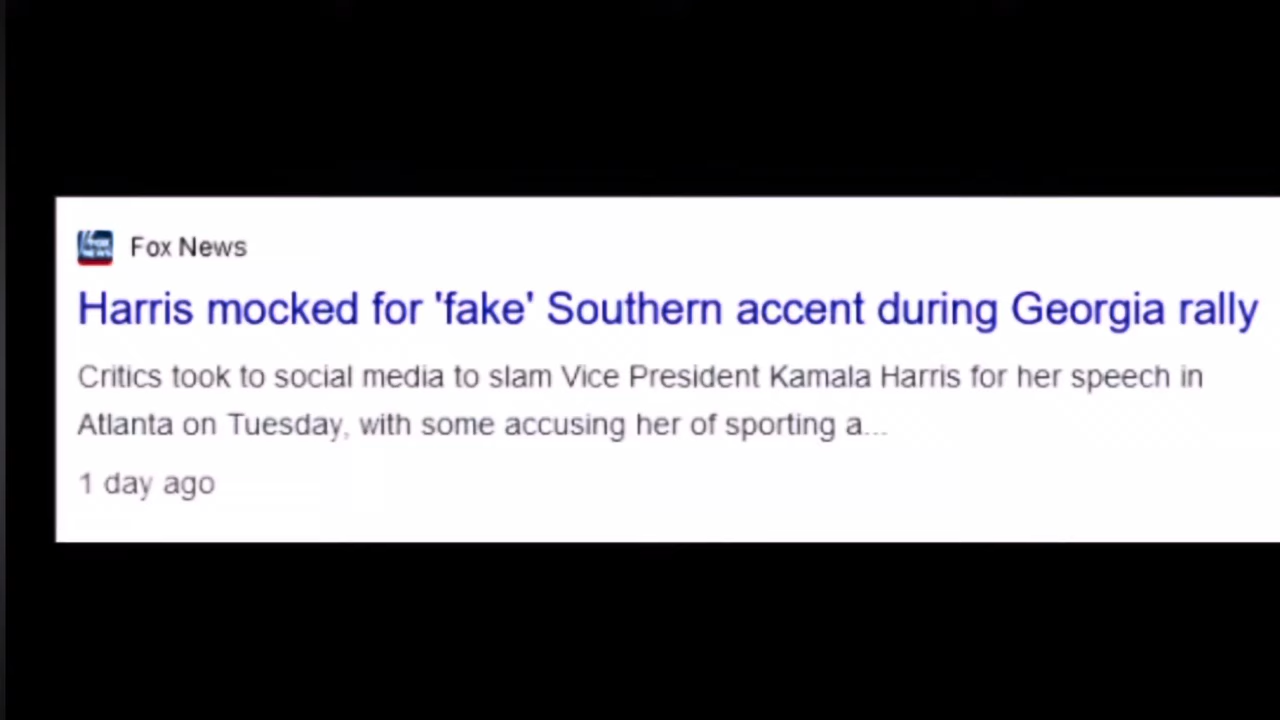 Fox News
Harris mocked for 'fake' Southern accent during Georgia rally
Critics took to social media to slam Vice President Kamala Harris for her speech in
Atlanta on Tuesday, with some accusing her of sporting a...
1 day ago